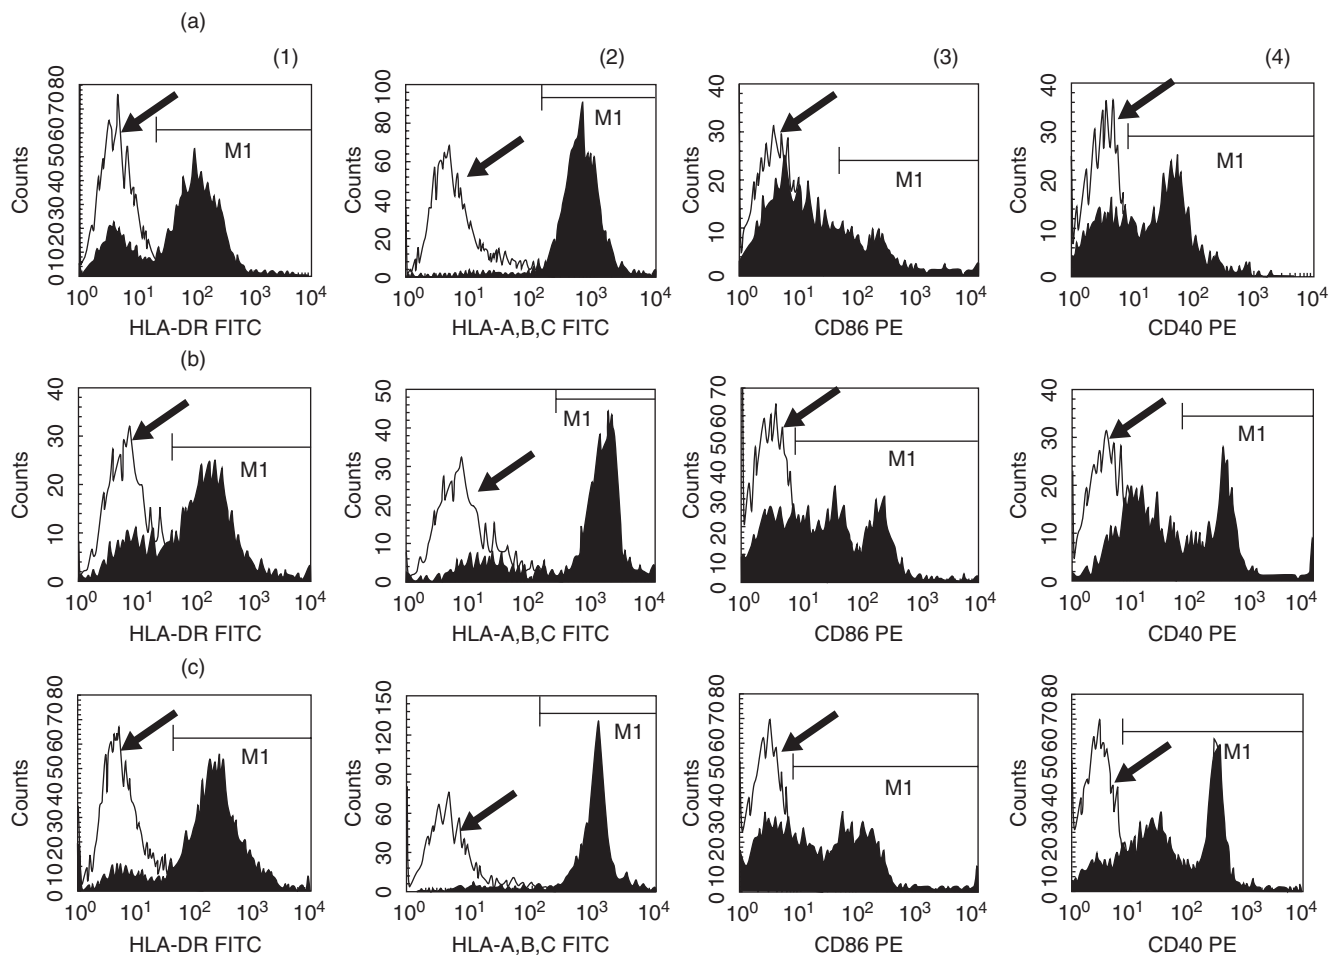 (a)
(1) (2) (3) (4)
80 70 60 50 40 30 20 10 0 Counts M1 10^0 10^1 10^2 10^3 10^4 HLA-DR FITC
100 80 60 40 20 0 Counts M1 10^0 10^1 10^2 10^3 10^4 HLA-A,B,C FITC
40 30 20 10 0 Counts M1 10^0 10^1 10^2 10^3 10^4 CD86 PE
40 30 20 10 0 Counts M1 10^0 10^1 10^2 10^3 10^4 CD40 PE
(b)
40 30 20 10 0 Counts M1 10^0 10^1 10^2 10^3 10^4 HLA-DR FITC
50 40 30 20 10 0 Counts M1 10^0 10^1 10^2 10^3 10^4 HLA-A,B,C FITC
70 60 50 40 30 20 10 0 Counts M1 10^0 10^1 10^2 10^3 10^4 CD86 PE
40 30 20 10 0 Counts M1 10^0 10^1 10^2 10^3 10^4 CD40 PE
(c)
80 70 60 50 40 30 20 10 0 Counts M1 10^0 10^1 10^2 10^3 10^4 HLA-DR FITC
150 130 90 60 30 0 Counts M1 10^0 10^1 10^2 10^3 10^4 HLA-A,B,C FITC
80 70 60 50 40 30 20 10 0 Counts M1 10^0 10^1 10^2 10^3 10^4 CD86 PE
80 70 60 50 40 30 20 10 0 Counts M1 10^0 10^1 10^2 10^3 10^4 CD40 PE